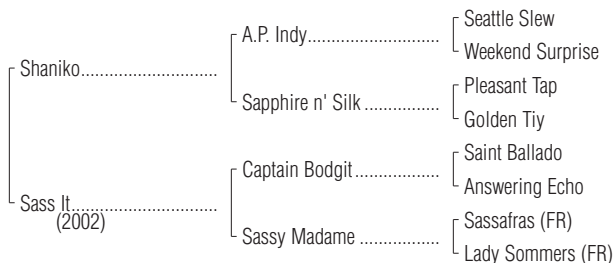 Seattle Slew
A.P. Indy
Weekend Surprise
Shaniko
Pleasant Tap
Sapphire n' Silk
Golden Tiy
Saint Ballado
Captain Bodgit
Answering Echo
Sass It
(2002)
Sassafras (FR)
Sassy Madame
Lady Sommers (FR)